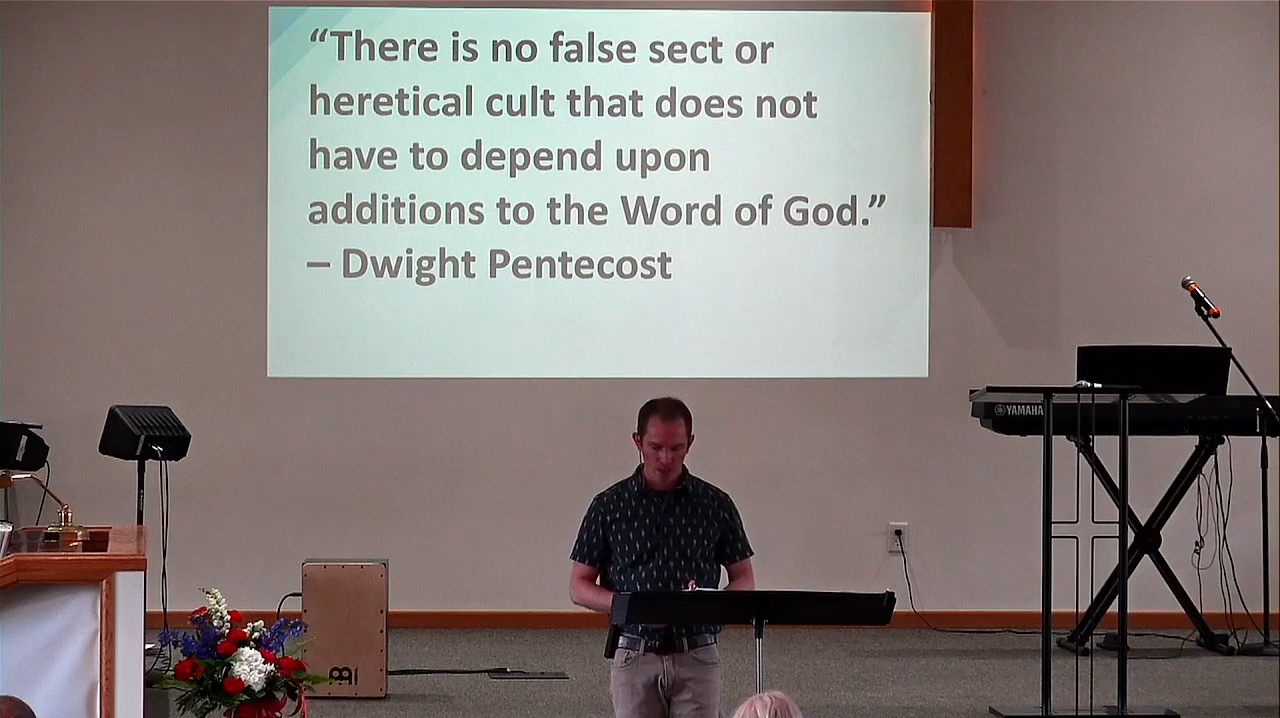 “There is no false sect or
heretical cult that does not
have to depend upon
additions to the Word of God.”
– Dwight Pentecost
YAMAHA